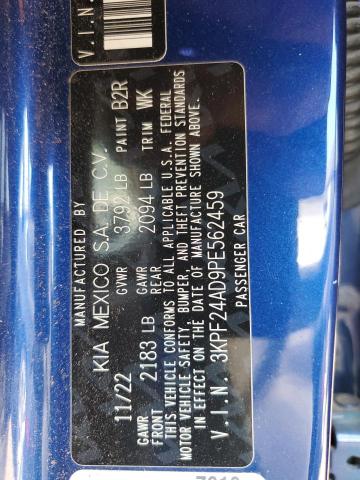 MANUFACTURED BY
KIA MEXICO S.A. DE C.V.
11/22 GVWR 3792 LB PAINT B2R
GAWR FRONT 2183 LB GAWR REAR 2094 LB TRIM WK
THIS VEHICLE CONFORMS TO ALL APPLICABLE U.S.A. FEDERAL
MOTOR VEHICLE SAFETY, BUMPER, AND THEFT PREVENTION STANDARDS
IN EFFECT ON THE DATE OF MANUFACTURE SHOWN ABOVE.
V.I.N. 3KPF24AD9PE562459
PASSENGER CAR
V.I.N.